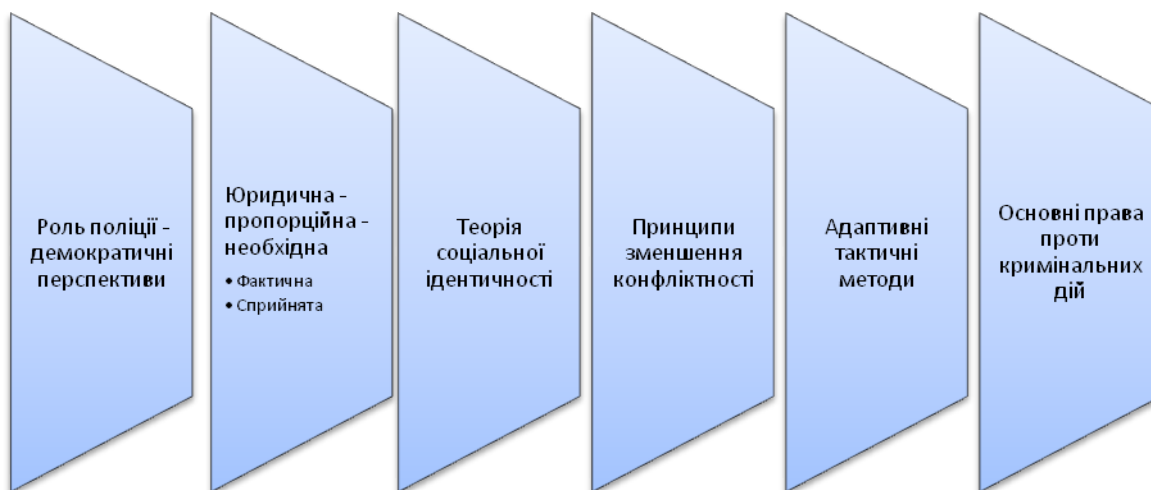 Роль поліції -
демократичні
перспективи
Юридична -
пропорційна -
необхідна
• Фактична
• Сприйнята
Теорія
соціальної
ідентичності
Принципи
зменшення
конфліктності
Адаптивні
тактичні
методи
Основні права
проти
кримінальних
дій